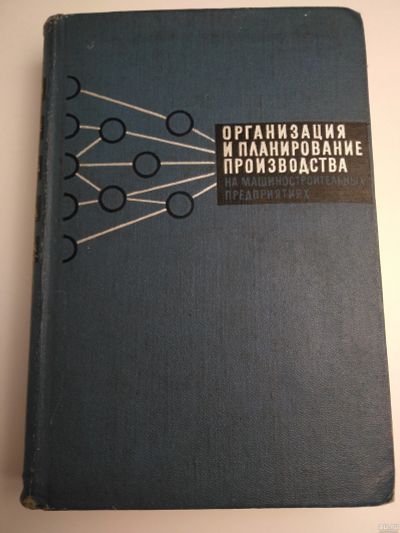 ОРГАНИЗАЦИЯ
И ПЛАНИРОВАНИЕ
ПРОИЗВОДСТВА
НА МАШИНОСТРОИТЕЛЬНЫХ
ПРЕДПРИЯТИЯХ